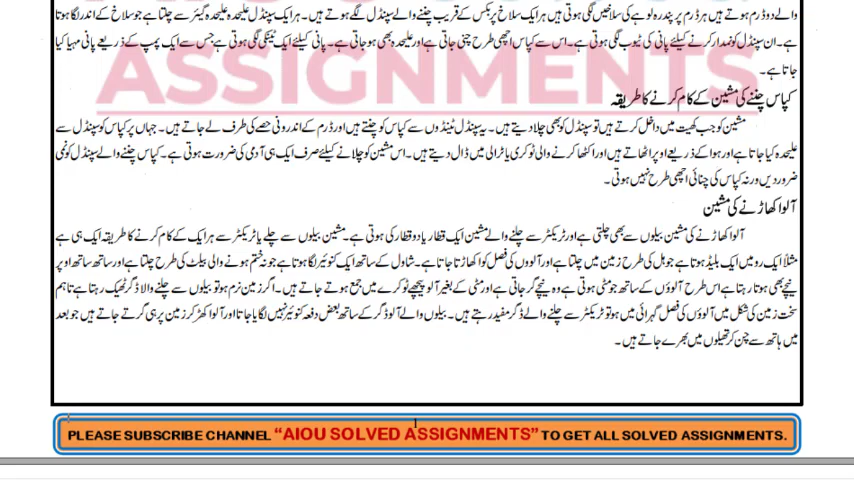 والے دو ڈرم ہوتے ہیں ہر ڈرم پر پندرہ لوہے کی سلاخیں لگی ہوتی ہیں ہر ایک سلاخ پر بکس کے قریب چننے والے سپنڈل لگے ہوتے ہیں۔ ہر ایک سپنڈل علیحدہ علیحدہ گیئر سے چلتا ہے جو سلاخ کے اندر لگا ہوتا
ہے۔ ان سپنڈل کو نمدار کرنے کیلئے پانی کی ٹیوب لگی ہوتی ہے۔ اس سے کپاس اچھی طرح چنی جاتی ہے اور علیحدہ بھی ہو جاتی ہے۔ پانی کیلئے ایک ٹینکی لگی ہوتی ہے جس سے ایک پمپ کے ذریعے پانی مہیا کیا
جاتا ہے۔
ASSIGNMENTS
کپاس چننے کی مشین کے کام کرنے کا طریقہ
مشین کو جب کھیت میں داخل کرتے ہیں تو سپنڈل کو بھی چلا دیتے ہیں۔ یہ سپنڈل ٹینڈوں سے کپاس کو چنتے ہیں اور ڈرم کے اندرونی حصے کی طرف لے جاتے ہیں۔ جہاں پر کپاس کو سپنڈل سے
علیحدہ کیا جاتا ہے اور ہوا کے ذریعے اوپر اٹھاتے ہیں اور اکٹھا کرنے والی ٹوکری یا ٹرالی میں ڈال دیتے ہیں۔ اس مشین کو چلانے کیلئے صرف ایک ہی آدمی کی ضرورت ہوتی ہے۔ کپاس چننے والے سپنڈل کو نمی
ضرور دیں ورنہ کپاس کی چنائی اچھی طرح نہیں ہوتی۔
آلو اکھاڑنے کی مشین
آلو اکھاڑنے کی مشین بیلوں سے بھی چلتی ہے اور ٹریکٹر سے چلنے والے مشین ایک قطار یا دو قطار کی ہوتی ہے۔ مشین بیلوں سے چلے یا ٹریکٹر سے ہر ایک کے کام کرنے کا طریقہ ایک ہی ہے
مثلاً ایک رو میں ایک بلیڈ ہوتا ہے جو ہل کی طرح زمین میں چلتا ہے اور آلوؤں کی فصل کو اکھاڑتا جاتا ہے۔ شاول کے ساتھ ایک کنوئیئر لگا ہوتا ہے جو نہ ختم ہونے والی بیلٹ کی طرح چلتا ہے اور ساتھ ساتھ اوپر
نیچے بھی ہوتا رہتا ہے اس طرح آلوؤں کے ساتھ جو مٹی ہوتی ہے وہ نیچے گر جاتی ہے اور مٹی کے بغیر آلو پیچھے ٹوکرے میں جمع ہوتے جاتے ہیں۔ اگر زمین نرم ہو تو بیلوں سے چلنے والا ڈگر ٹھیک رہتا ہے تاہم
سخت زمین کی شکل میں آلوؤں کی فصل گہرائی میں ہو تو ٹریکٹر سے چلنے والے ڈگر مفید رہتے ہیں۔ بیلوں والے آلو ڈگر کے ساتھ بعض دفعہ کنوئیئر نہیں لگایا جاتا اور آلو اکھڑ کر زمین پر ہی گرتے جاتے ہیں جو بعد
میں ہاتھ سے چن کر تھیلوں میں بھرے جاتے ہیں۔
PLEASE SUBSCRIBE CHANNEL “AIOU SOLVED ASSIGNMENTS” TO GET ALL SOLVED ASSIGNMENTS.